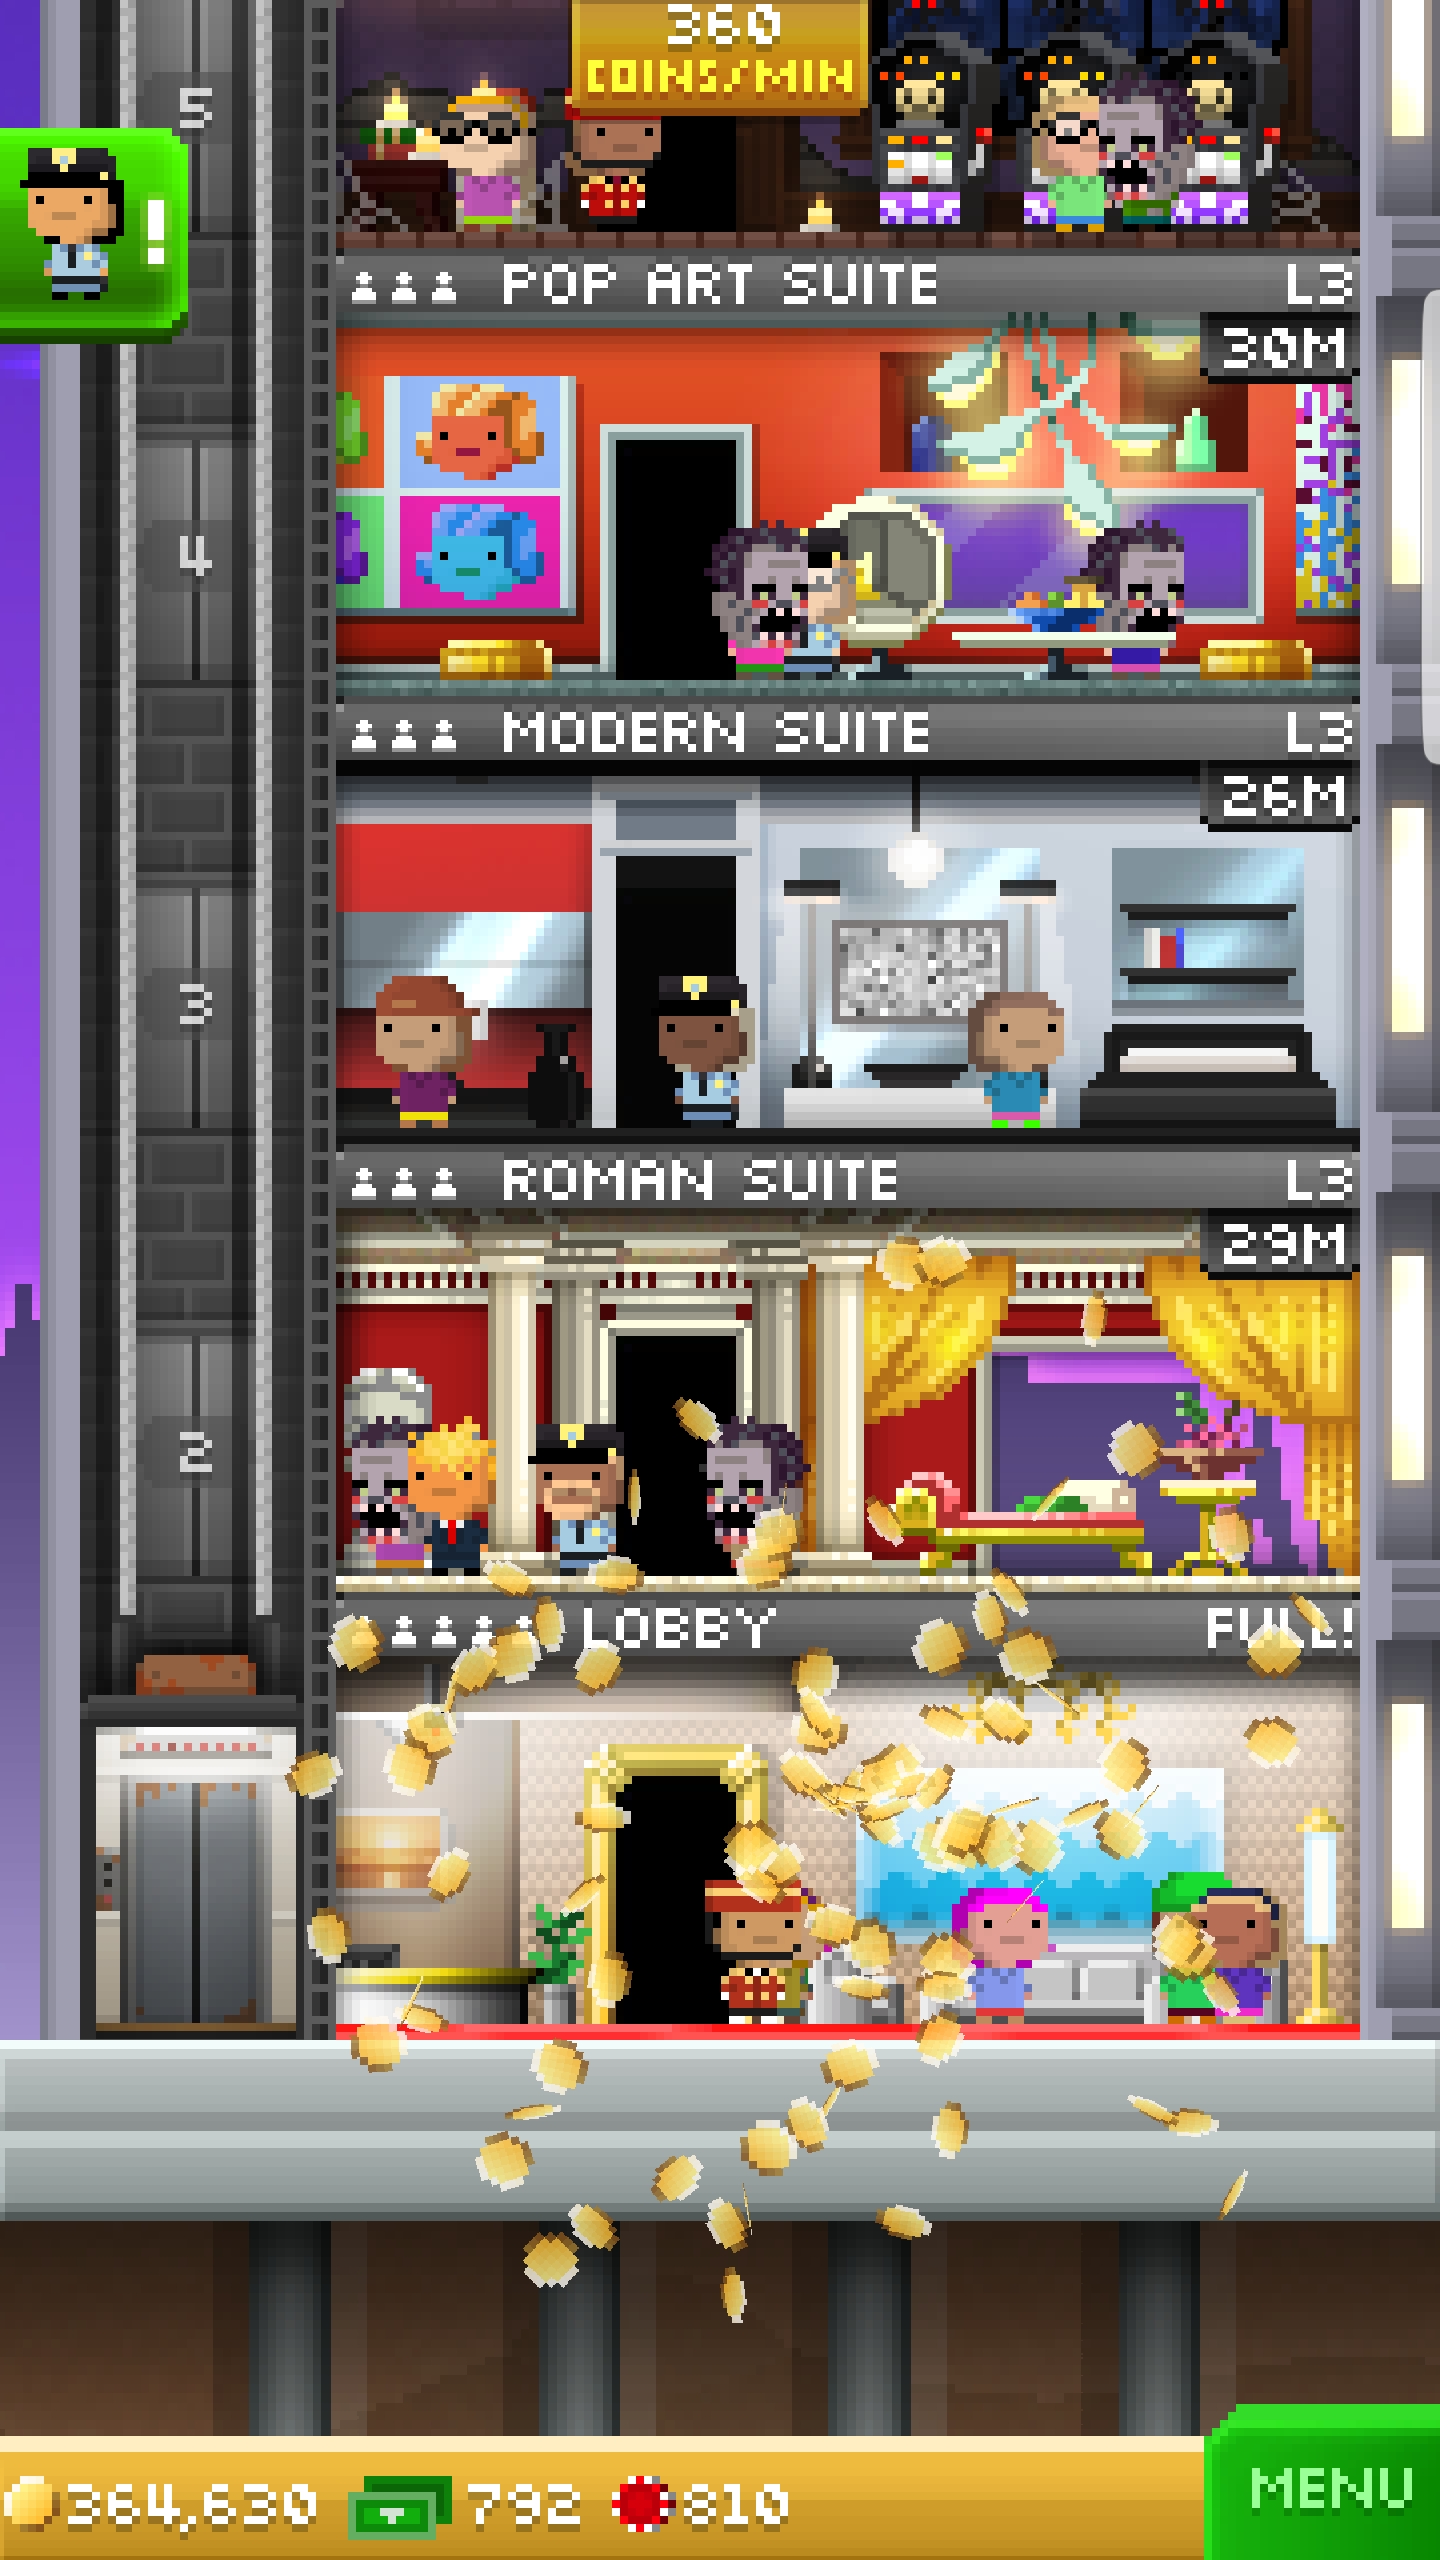 360
COINS/MIN
5
!
POP ART SUITE L3
30M
4
MODERN SUITE L3
26M
3
ROMAN SUITE L3
29M
2
LOBBY FULL!
364,630 792 810
MENU